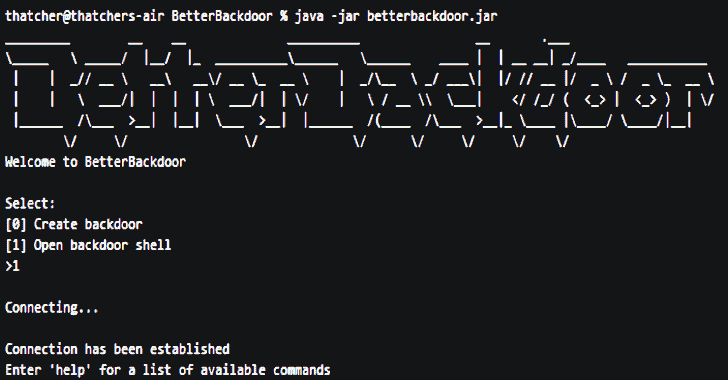 thatcher@thatchers-air BetterBackdoor % java -jar betterbackdoor.jar
BetterBackdoor
Welcome to BetterBackdoor
Select:
[0] Create backdoor
[1] Open backdoor shell
>1
Connecting...
Connection has been established
Enter 'help' for a list of available commands